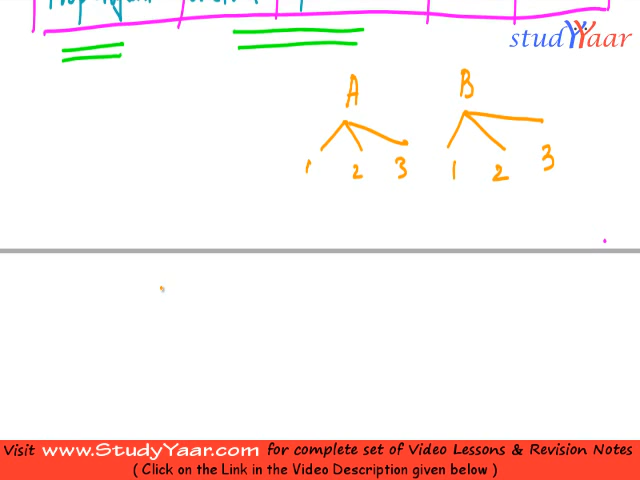 studYYaar
A B
1 2 3 1 2 3
Visit www.StudyYaar.com for complete set of Video Lessons & Revision Notes
( Click on the Link in the Video Description given below )